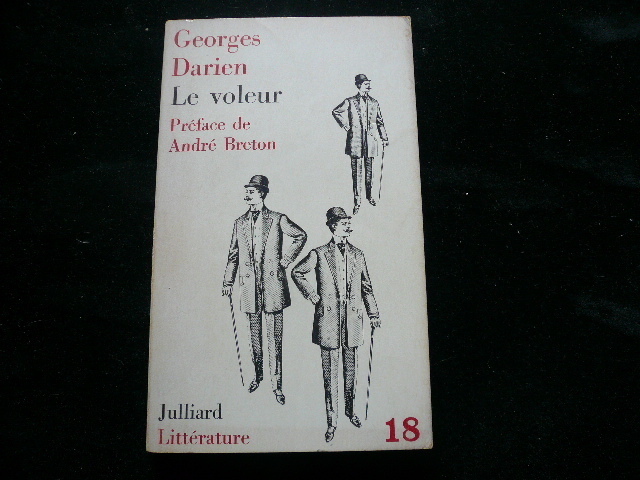 Georges
Darien
Le voleur
Préface de
André Breton
Julliard
Littérature
18